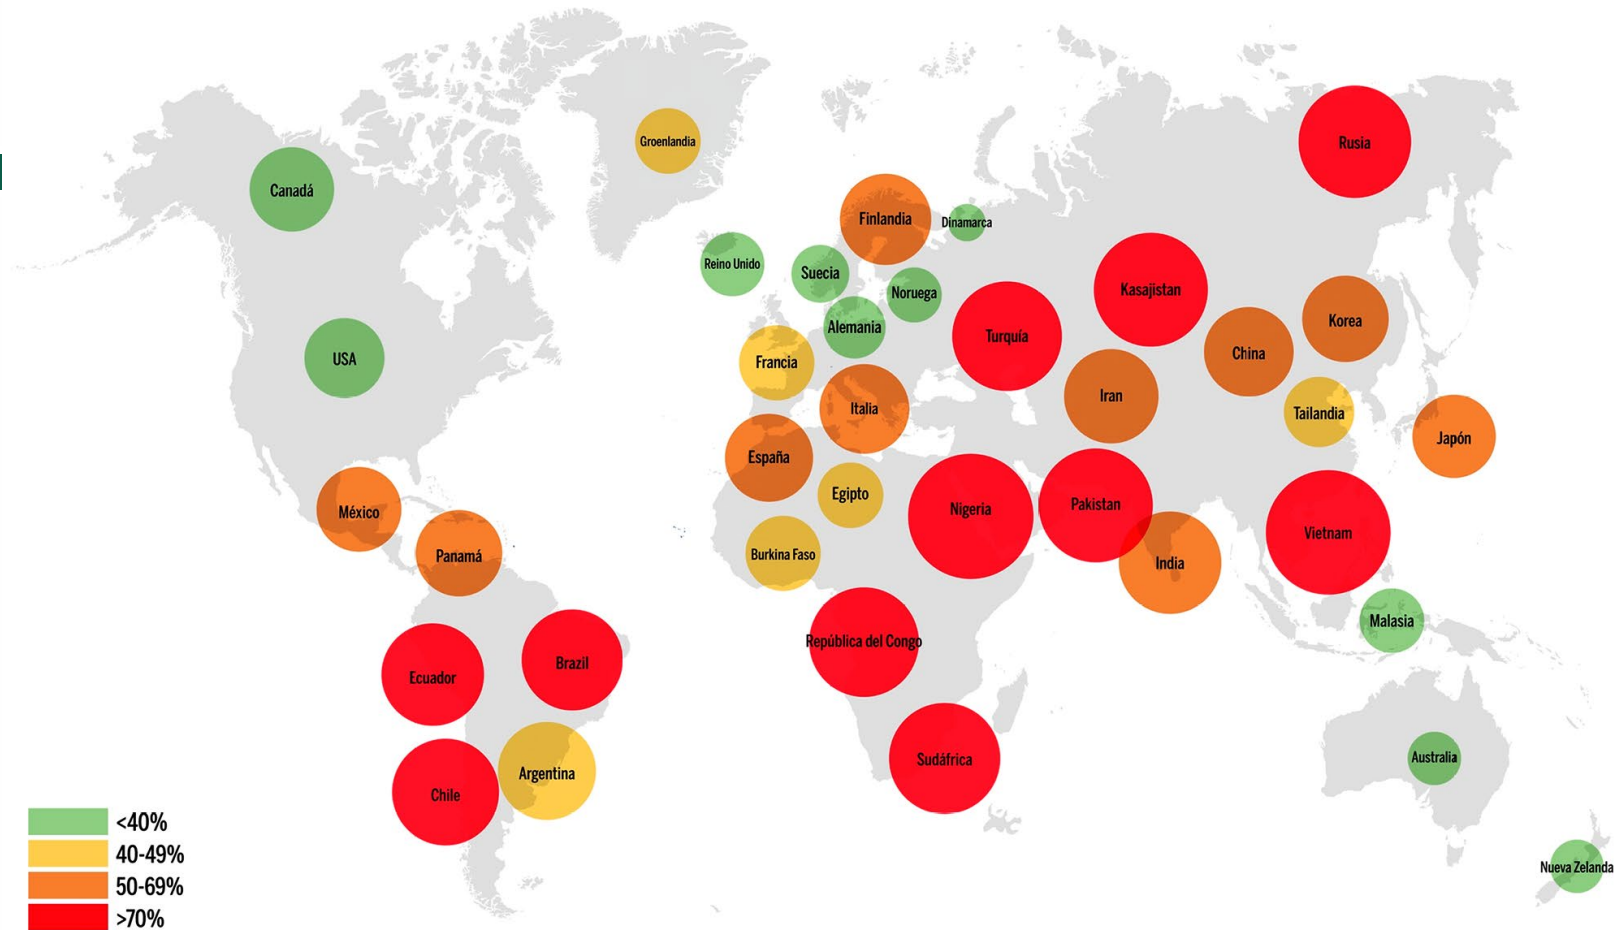 Groenlandia
Rusia
Canadá
Finlandia
Dinamarca
Reino Unido
Suecia
Noruega
Kasajistan
Alemania
Turquía
Korea
USA
Francia
China
Iran
Italia
Tailandia
Japón
España
Egipto
Nigeria
Pakistan
México
Vietnam
Panamá
Burkina Faso
India
Malasia
República del Congo
Brazil
Ecuador
Sudáfrica
Australia
Argentina
Chile
<40%
40-49%
Nueva Zelanda
50-69%
>70%